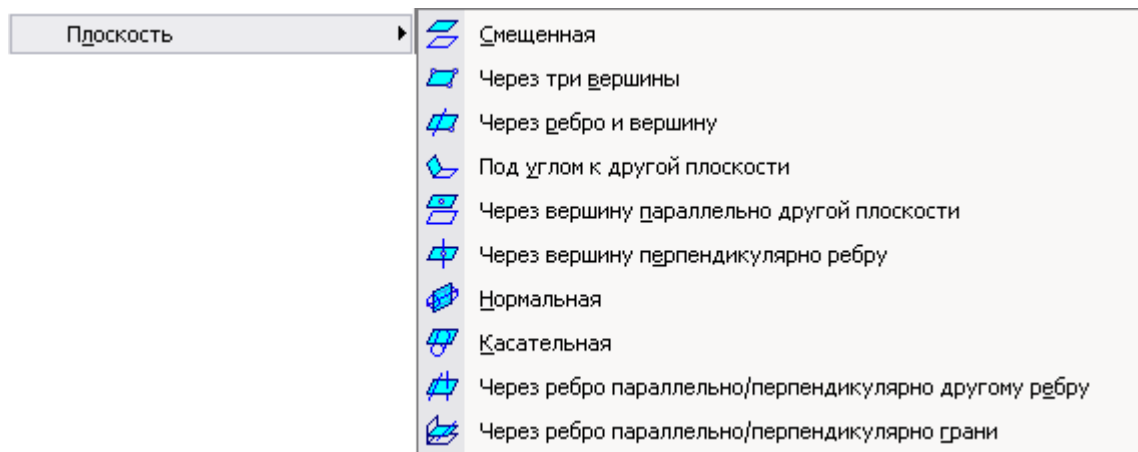 Плоскость
Смещенная
Через три вершины
Через ребро и вершину
Под углом к другой плоскости
Через вершину параллельно другой плоскости
Через вершину перпендикулярно ребру
Нормальная
Касательная
Через ребро параллельно/перпендикулярно другому ребру
Через ребро параллельно/перпендикулярно грани